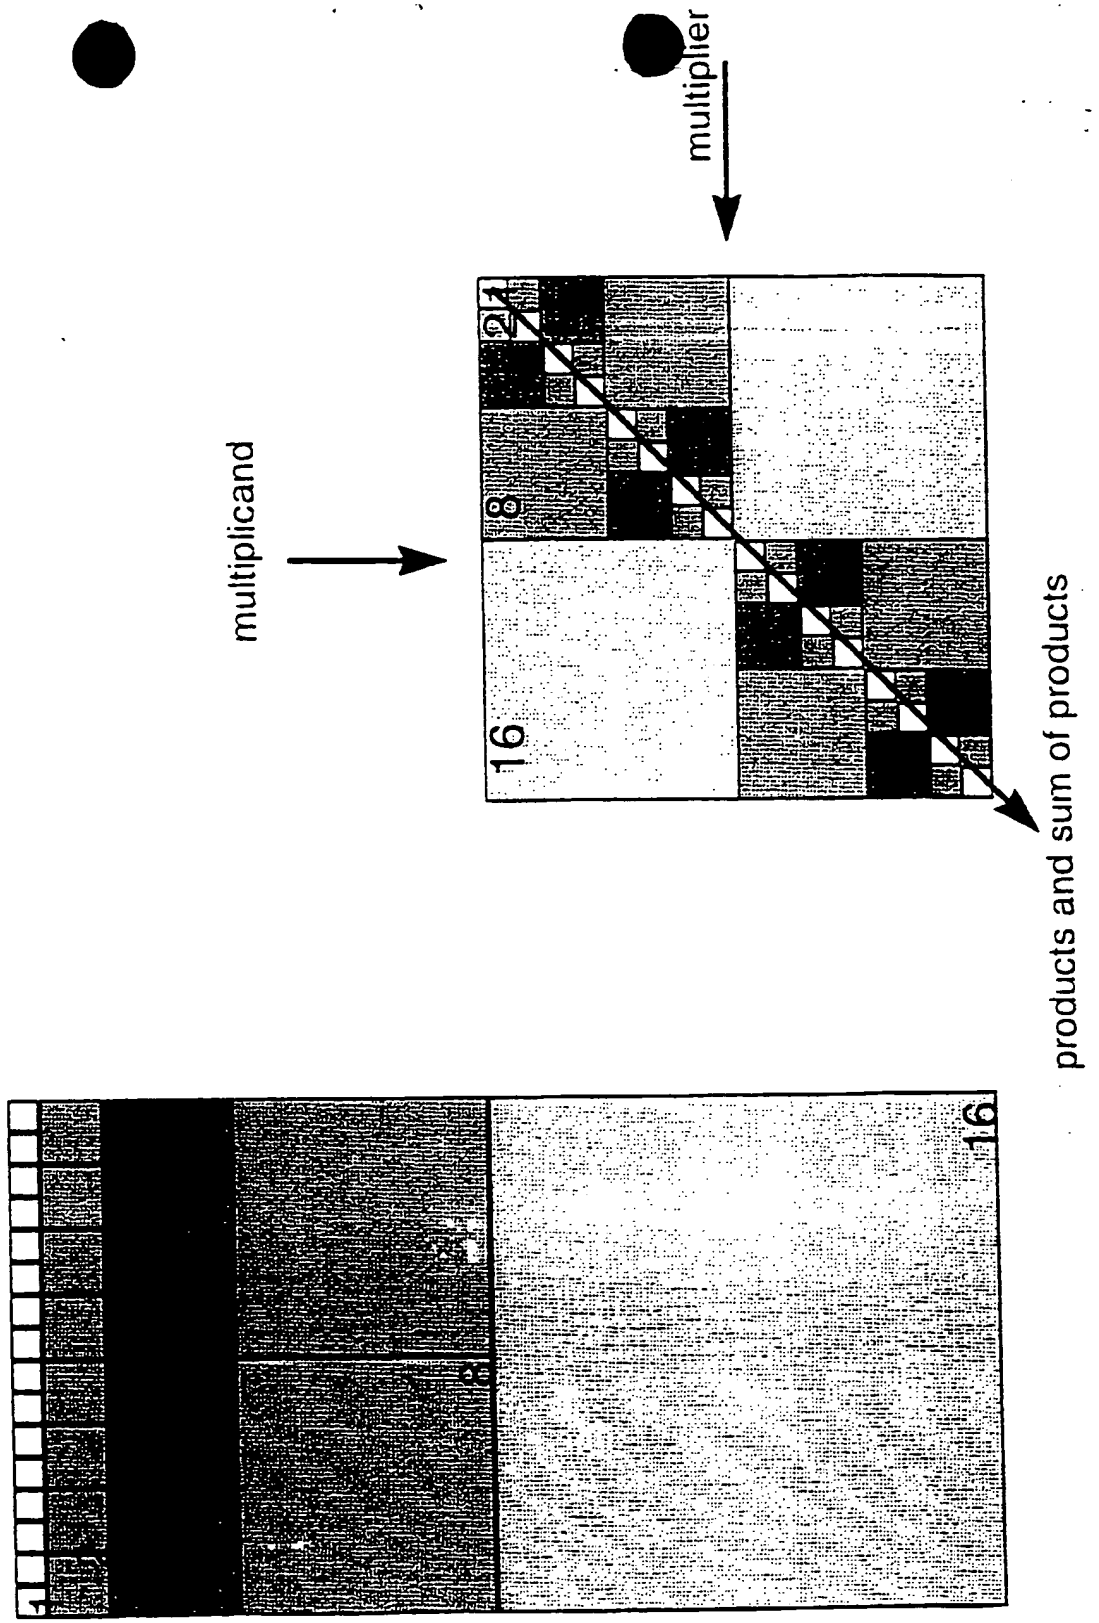 multiplier
multiplicand
1
2
8
16
products and sum of products
1
8
16